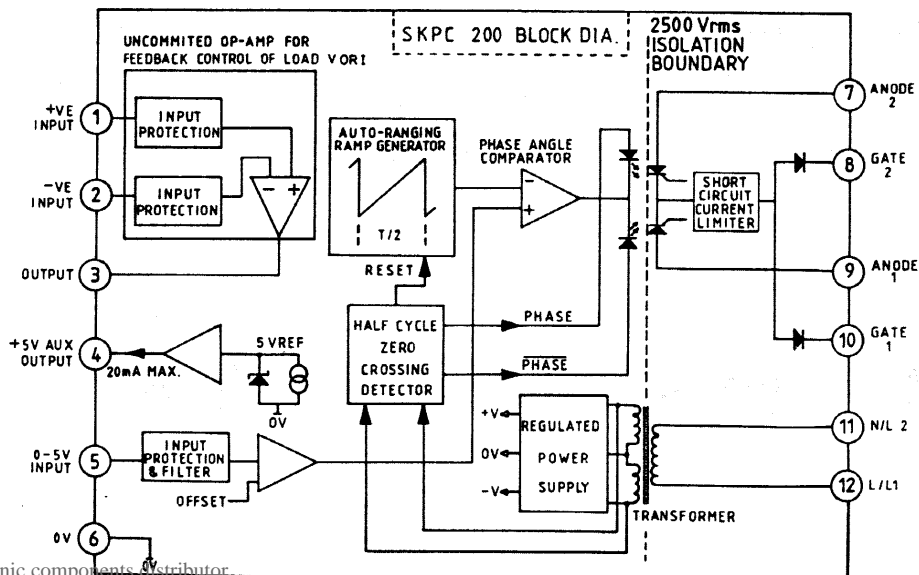 SKPC 200 BLOCK DIA.
2500 Vrms
ISOLATION
BOUNDARY
UNCOMMITED OP-AMP FOR
FEEDBACK CONTROL OF LOAD V OR I
+VE
INPUT
1
INPUT
PROTECTION
-VE
INPUT
2
INPUT
PROTECTION
- +
OUTPUT
3
AUTO-RANGING
RAMP GENERATOR
T/2
RESET
PHASE ANGLE
COMPARATOR
-
+
SHORT
CIRCUIT
CURRENT
LIMITER
7
ANODE
2
8
GATE
2
9
ANODE
1
10
GATE
1
+5V AUX
OUTPUT
4
20mA MAX.
5 VREF
0V
HALF CYCLE
ZERO
CROSSING
DETECTOR
PHASE
PHASE
0-5V
INPUT
5
INPUT
PROTECTION
& FILTER
OFFSET
+V
0V
-V
REGULATED
POWER
SUPPLY
TRANSFORMER
11
N/L 2
12
L/L1
0V
6
0V
nic components distributor